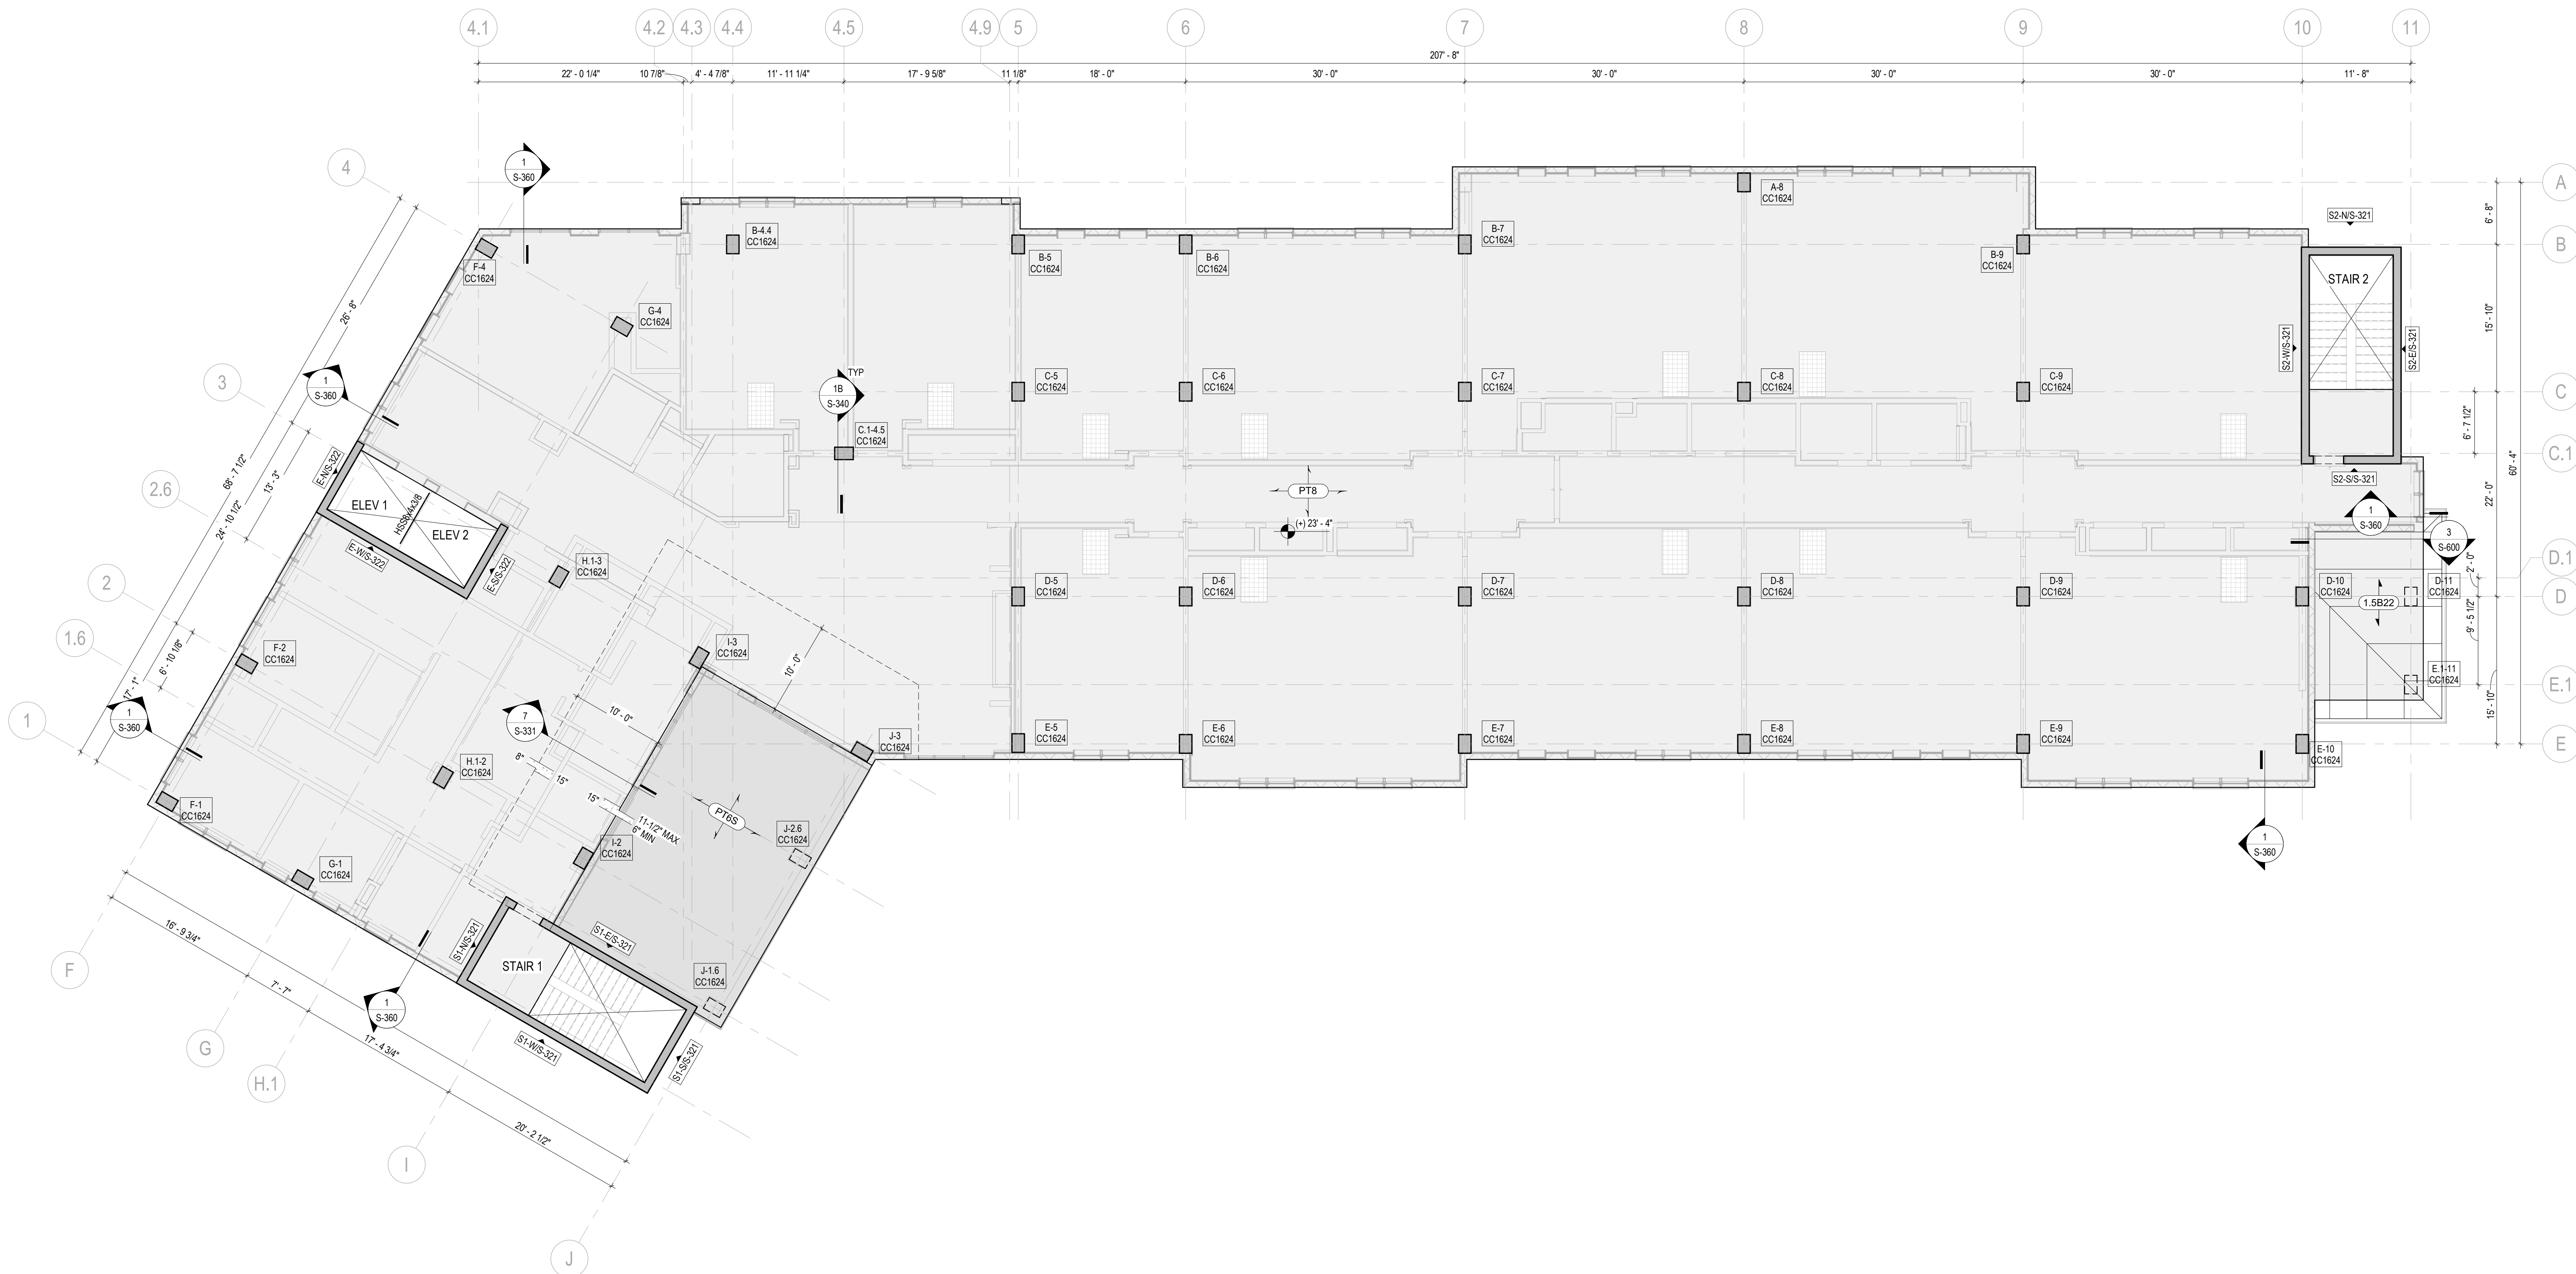 4.1
4.2
4.3
4.4
4.5
4.9
5
6
7
8
9
10
11
207' - 8"
22' - 0 1/4"
10 7/8"
4' - 4 7/8"
11' - 11 1/4"
17' - 9 5/8"
11 1/8"
18' - 0"
30' - 0"
30' - 0"
30' - 0"
30' - 0"
11' - 8"
4
3
2.6
2
1.6
1
F
G
H.1
I
J
A
B
C
C.1
D.1
D
E.1
E
6' - 8"
15' - 10"
6' - 7 1/2"
60' - 4"
22' - 0"
2' - 0"
9' - 5 1/2"
15' - 10"
26' - 8"
68' - 7 1/2"
13' - 3"
24' - 10 1/2"
6' - 10 1/8"
17' - 1"
16' - 9 3/4"
7' - 7"
17' - 4 3/4"
20' - 2 1/2"
1
S-360
1
S-360
1
S-360
1
S-360
1
S-360
1
S-360
3
S-600
7
S-331
TYP
1B
S-340
F-4
CC1624
G-4
CC1624
B-4.4
CC1624
B-5
CC1624
B-6
CC1624
B-7
CC1624
A-8
CC1624
B-9
CC1624
C.1-4.5
CC1624
C-5
CC1624
C-6
CC1624
C-7
CC1624
C-8
CC1624
C-9
CC1624
H.1-3
CC1624
I-3
CC1624
J-3
CC1624
D-5
CC1624
D-6
CC1624
D-7
CC1624
D-8
CC1624
D-9
CC1624
D-10
CC1624
D-11
CC1624
E.1-11
CC1624
F-2
CC1624
H.1-2
CC1624
F-1
CC1624
G-1
CC1624
I-2
CC1624
J-2.6
CC1624
J-1.6
CC1624
E-5
CC1624
E-6
CC1624
E-7
CC1624
E-8
CC1624
E-9
CC1624
E-10
CC1624
STAIR 2
S2-N/S-321
S2-W/S-321
S2-E/S-321
S2-S/S-321
ELEV 1
ELEV 2
HSS8x4x3/8
E-N/S-322
E-W/S-322
E-S/S-322
PT8
(+) 23' - 4"
1.5B22
10' - 0"
10' - 0"
8"
15"
15"
11-1/2" MAX
6" MIN
PT6S
STAIR 1
S1-N/S-321
S1-E/S-321
S1-W/S-321
S1-S/S-321